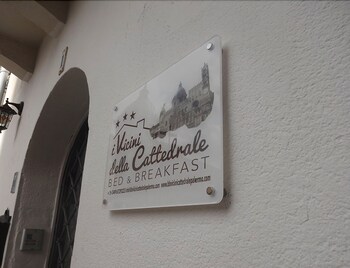 i Vicini
della Cattedrale
BED & BREAKFAST